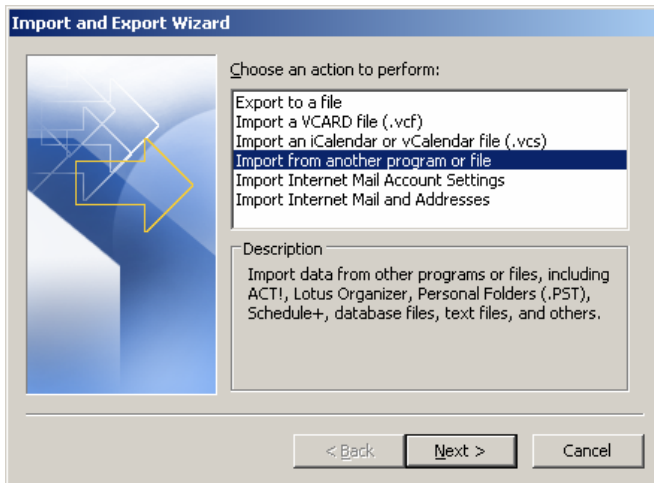 Import and Export Wizard
Choose an action to perform:
Export to a file
Import a VCARD file (.vcf)
Import an iCalendar or vCalendar file (.vcs)
Import from another program or file
Import Internet Mail Account Settings
Import Internet Mail and Addresses
Description
Import data from other programs or files, including
ACT!, Lotus Organizer, Personal Folders (.PST),
Schedule+, database files, text files, and others.
< Back Next > Cancel